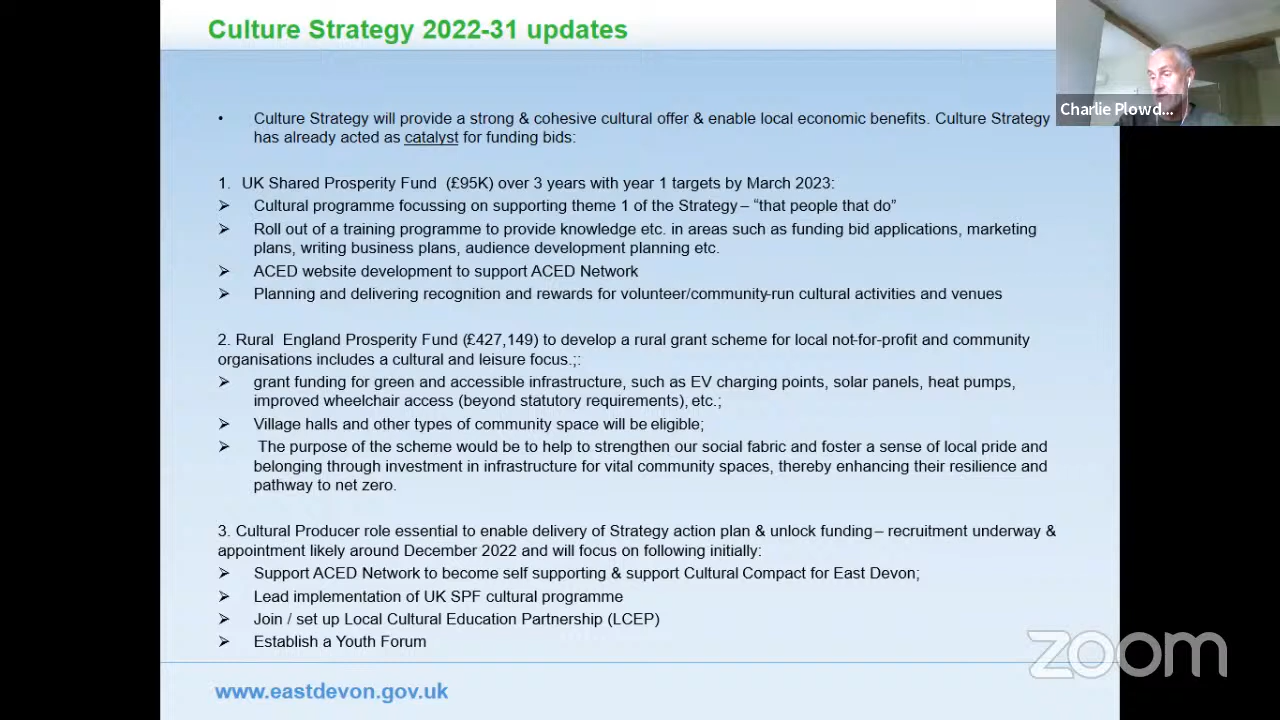 Culture Strategy 2022-31 updates
Charlie Plowd...
• Culture Strategy will provide a strong & cohesive cultural offer & enable local economic benefits. Culture Strategy
has already acted as catalyst for funding bids:
1. UK Shared Prosperity Fund (£95K) over 3 years with year 1 targets by March 2023:
➢ Cultural programme focussing on supporting theme 1 of the Strategy – “that people that do”
➢ Roll out of a training programme to provide knowledge etc. in areas such as funding bid applications, marketing
plans, writing business plans, audience development planning etc.
➢ ACED website development to support ACED Network
➢ Planning and delivering recognition and rewards for volunteer/community-run cultural activities and venues
2. Rural England Prosperity Fund (£427,149) to develop a rural grant scheme for local not-for-profit and community
organisations includes a cultural and leisure focus.;:
➢ grant funding for green and accessible infrastructure, such as EV charging points, solar panels, heat pumps,
improved wheelchair access (beyond statutory requirements), etc.;
➢ Village halls and other types of community space will be eligible;
➢ The purpose of the scheme would be to help to strengthen our social fabric and foster a sense of local pride and
belonging through investment in infrastructure for vital community spaces, thereby enhancing their resilience and
pathway to net zero.
3. Cultural Producer role essential to enable delivery of Strategy action plan & unlock funding – recruitment underway &
appointment likely around December 2022 and will focus on following initially:
➢ Support ACED Network to become self supporting & support Cultural Compact for East Devon;
➢ Lead implementation of UK SPF cultural programme
➢ Join / set up Local Cultural Education Partnership (LCEP)
➢ Establish a Youth Forum
zoom
www.eastdevon.gov.uk